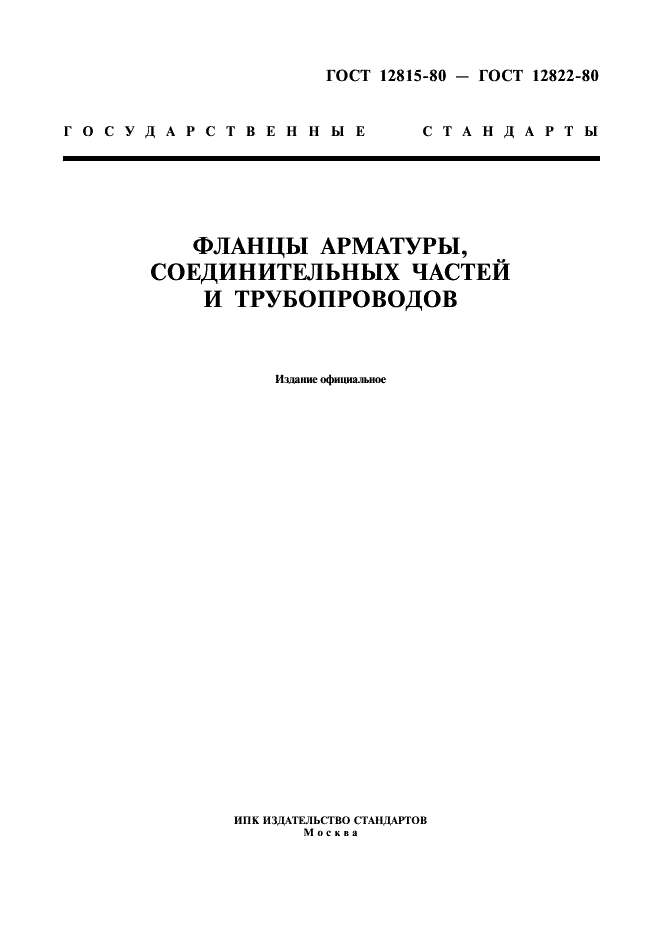 ГОСТ 12815-80 — ГОСТ 12822-80
ГОСУДАРСТВЕННЫЕ СТАНДАРТЫ
ФЛАНЦЫ АРМАТУРЫ,
СОЕДИНИТЕЛЬНЫХ ЧАСТЕЙ
И ТРУБОПРОВОДОВ
Издание официальное
ИПК ИЗДАТЕЛЬСТВО СТАНДАРТОВ
Москва